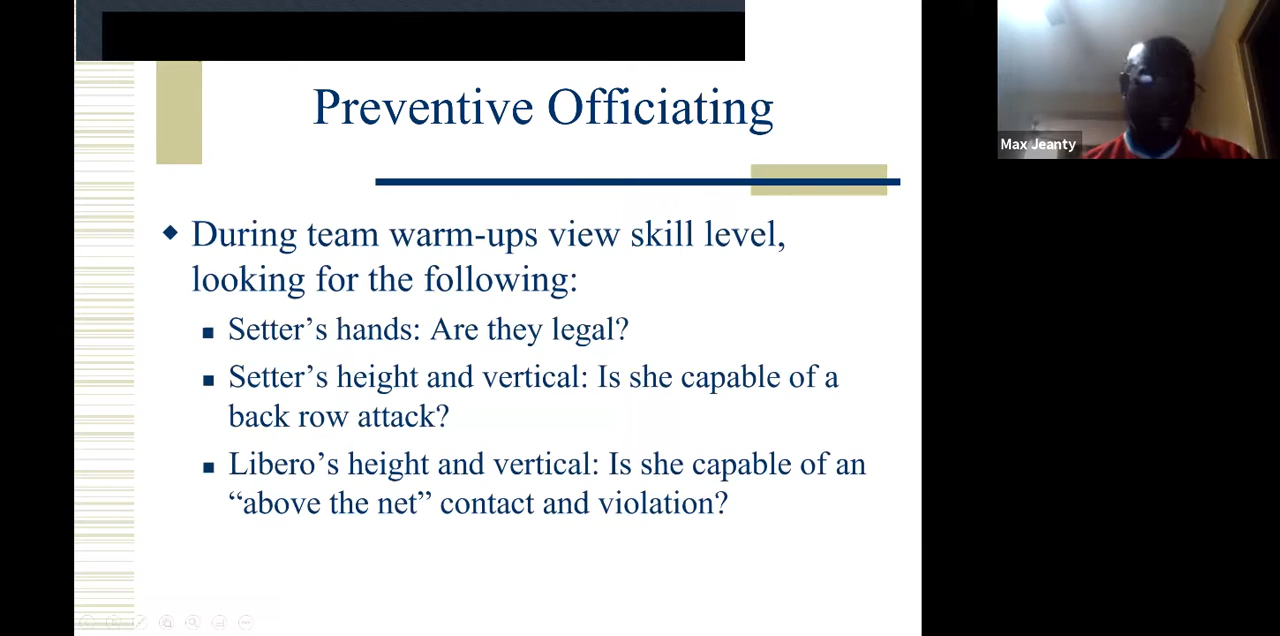 Preventive Officiating
Max Jeanty
During team warm-ups view skill level,
looking for the following:
Setter’s hands: Are they legal?
Setter’s height and vertical: Is she capable of a
back row attack?
Libero’s height and vertical: Is she capable of an
“above the net” contact and violation?